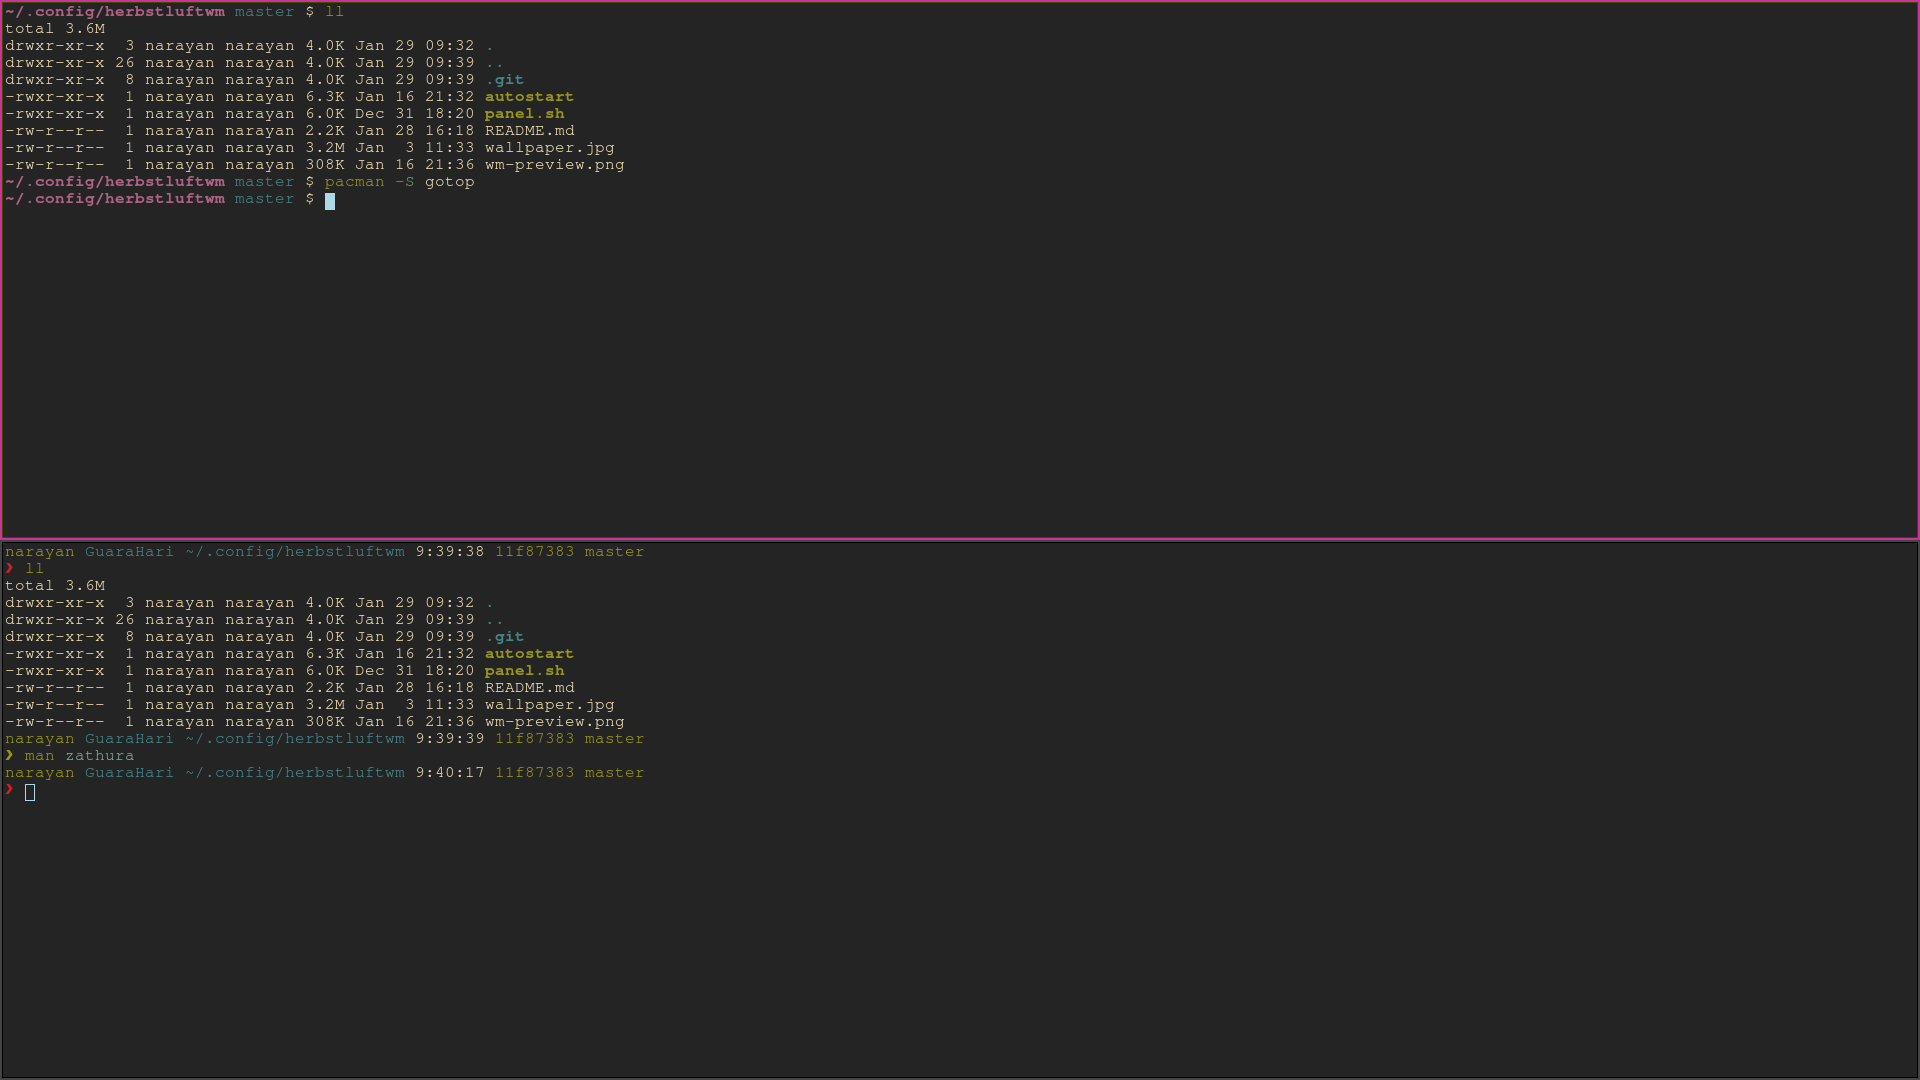 ~/.config/herbstluftwm master $ ll
total 3.6M
drwxr-xr-x  3 narayan narayan 4.0K Jan 29 09:32 .
drwxr-xr-x 26 narayan narayan 4.0K Jan 29 09:39 ..
drwxr-xr-x  8 narayan narayan 4.0K Jan 29 09:39 .git
-rwxr-xr-x  1 narayan narayan 6.3K Jan 16 21:32 autostart
-rwxr-xr-x  1 narayan narayan 6.0K Dec 31 18:20 panel.sh
-rw-r--r--  1 narayan narayan 2.2K Jan 28 16:18 README.md
-rw-r--r--  1 narayan narayan 3.2M Jan  3 11:33 wallpaper.jpg
-rw-r--r--  1 narayan narayan 308K Jan 16 21:36 wm-preview.png
~/.config/herbstluftwm master $ pacman -S gotop
~/.config/herbstluftwm master $
narayan GuaraHari ~/.config/herbstluftwm 9:39:38 11f87383 master
❯ ll
total 3.6M
drwxr-xr-x  3 narayan narayan 4.0K Jan 29 09:32 .
drwxr-xr-x 26 narayan narayan 4.0K Jan 29 09:39 ..
drwxr-xr-x  8 narayan narayan 4.0K Jan 29 09:39 .git
-rwxr-xr-x  1 narayan narayan 6.3K Jan 16 21:32 autostart
-rwxr-xr-x  1 narayan narayan 6.0K Dec 31 18:20 panel.sh
-rw-r--r--  1 narayan narayan 2.2K Jan 28 16:18 README.md
-rw-r--r--  1 narayan narayan 3.2M Jan  3 11:33 wallpaper.jpg
-rw-r--r--  1 narayan narayan 308K Jan 16 21:36 wm-preview.png
narayan GuaraHari ~/.config/herbstluftwm 9:39:39 11f87383 master
❯ man zathura
narayan GuaraHari ~/.config/herbstluftwm 9:40:17 11f87383 master
❯